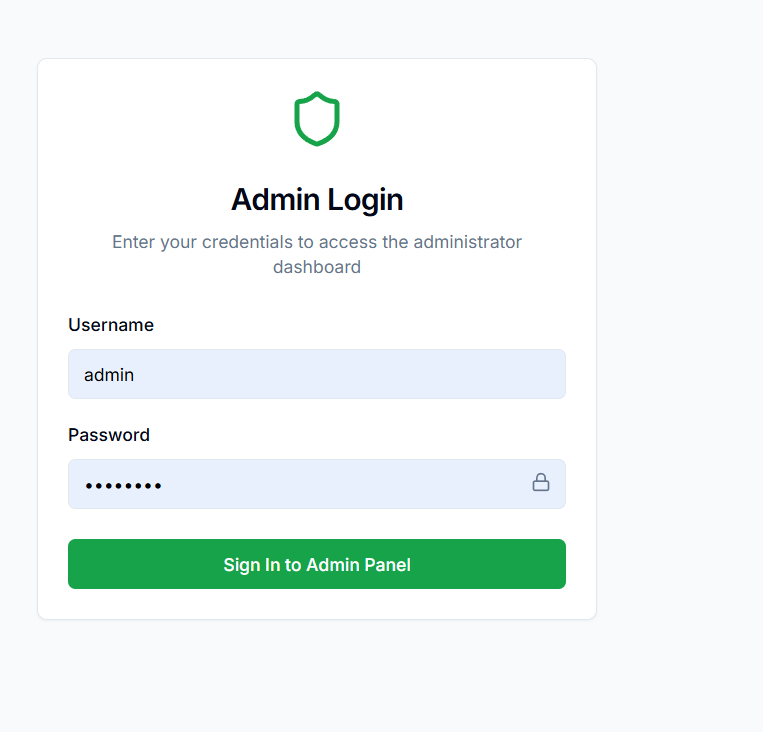 Admin Login
Enter your credentials to access the administrator
dashboard
Username
admin
Password
••••••••
Sign In to Admin Panel